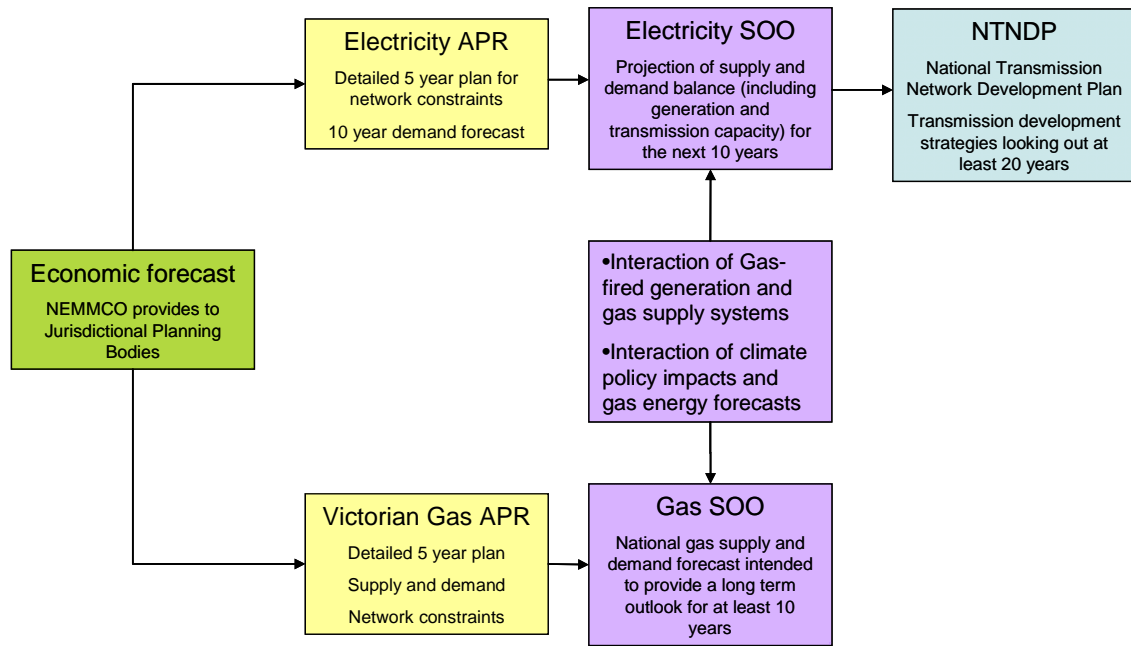 Electricity APR
Detailed 5 year plan for
network constraints
10 year demand forecast
Electricity SOO
Projection of supply and
demand balance (including
generation and
transmission capacity) for
the next 10 years
NTNDP
National Transmission
Network Development Plan
Transmission development
strategies looking out at
least 20 years
Economic forecast
NEMMCO provides to
Jurisdictional Planning
Bodies
•Interaction of Gas-
fired generation and
gas supply systems
•Interaction of climate
policy impacts and
gas energy forecasts
Victorian Gas APR
Detailed 5 year plan
Supply and demand
Network constraints
Gas SOO
National gas supply and
demand forecast intended
to provide a long term
outlook for at least 10
years